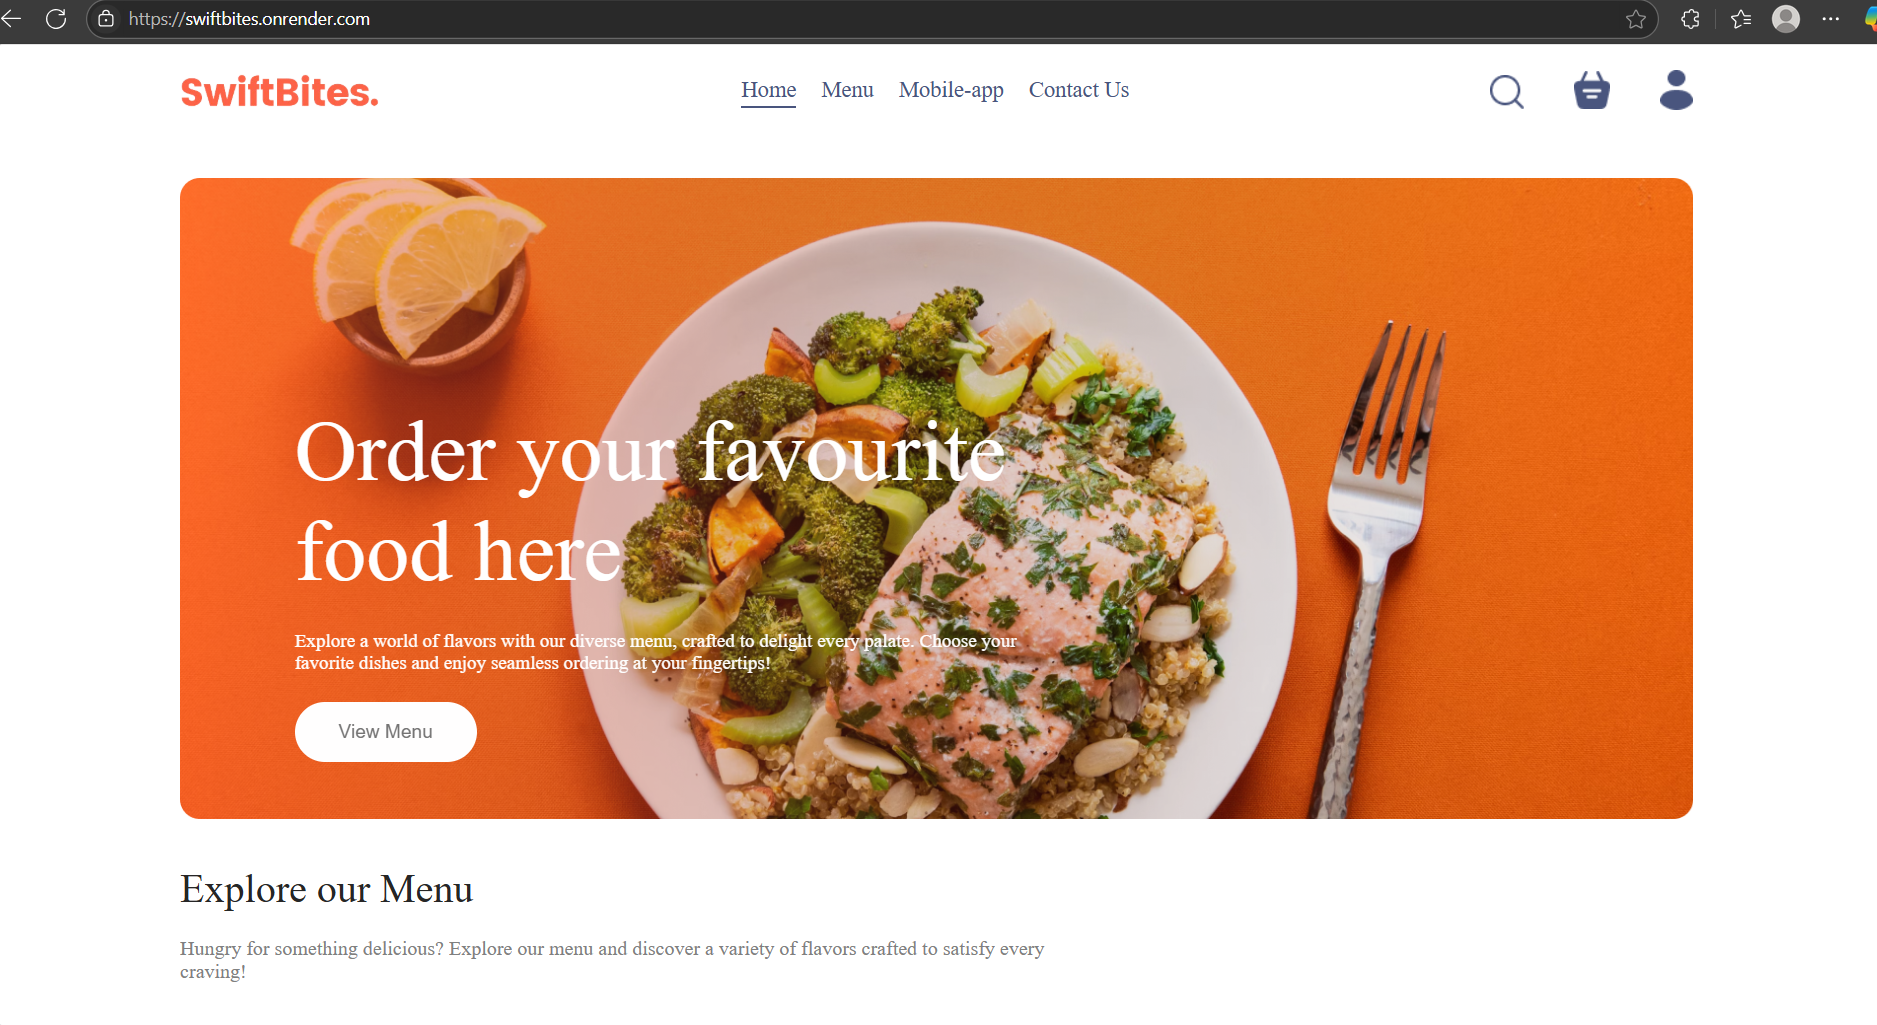 https://swiftbites.onrender.com
SwiftBites.
Home Menu Mobile-app Contact Us
Order your favourite
food here
Explore a world of flavors with our diverse menu, crafted to delight every palate. Choose your
favorite dishes and enjoy seamless ordering at your fingertips!
View Menu
Explore our Menu
Hungry for something delicious? Explore our menu and discover a variety of flavors crafted to satisfy every
craving!